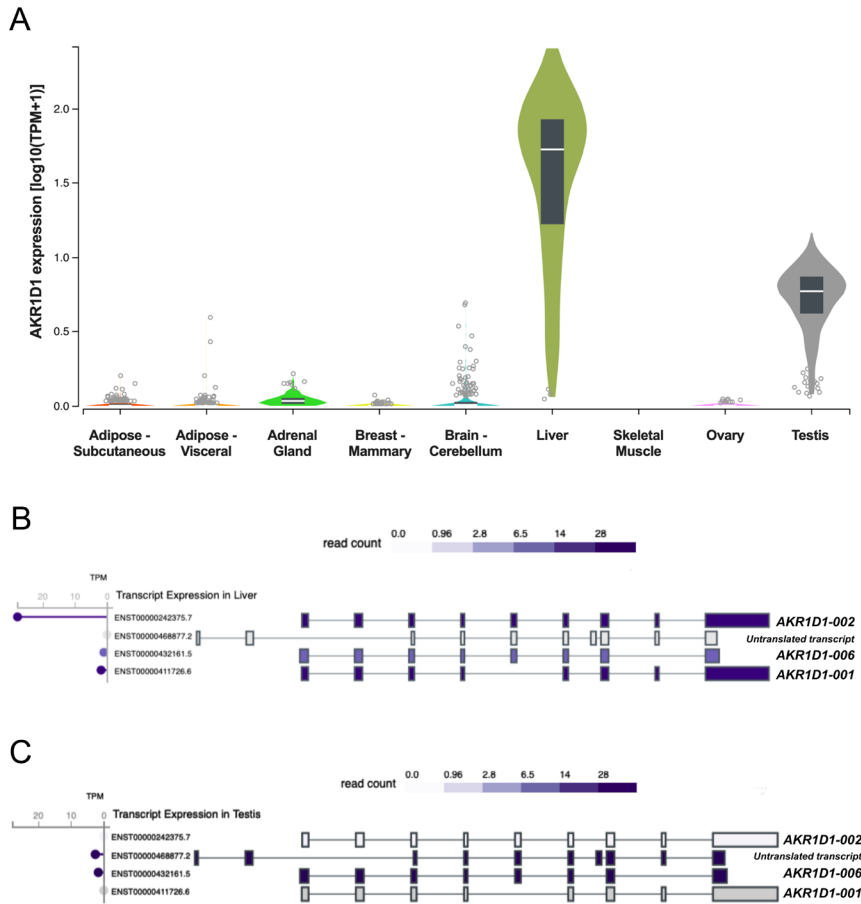 A
AKR1D1 expression [log10(TPM+1)]
2.0
1.5
1.0
0.5
0.0
Adipose - Subcutaneous
Adipose - Visceral
Adrenal Gland
Breast - Mammary
Brain - Cerebellum
Liver
Skeletal Muscle
Ovary
Testis
B
read count
0.0 0.96 2.8 6.5 14 28
TPM
20 10 0
Transcript Expression in Liver
ENST00000242375.7 AKR1D1-002
ENST00000468877.2 Untranslated transcript
ENST00000432161.5 AKR1D1-006
ENST00000411726.6 AKR1D1-001
C
read count
0.0 0.96 2.8 6.5 14 28
TPM
20 10 0
Transcript Expression in Testis
ENST00000242375.7 AKR1D1-002
ENST00000468877.2 Untranslated transcript
ENST00000432161.5 AKR1D1-006
ENST00000411726.6 AKR1D1-001